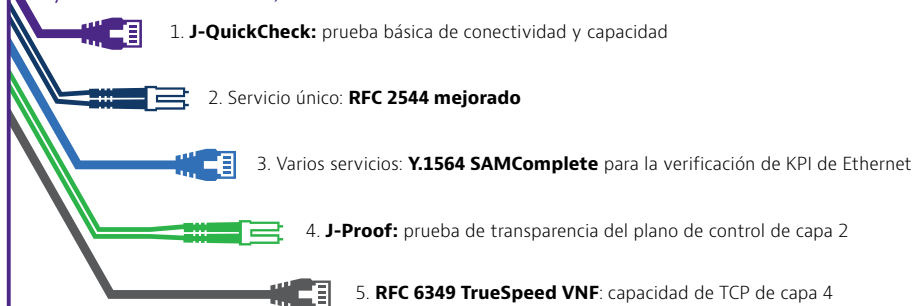 1. J-QuickCheck: prueba básica de conectividad y capacidad
2. Servicio único: RFC 2544 mejorado
3. Varios servicios: Y.1564 SAMComplete para la verificación de KPI de Ethernet
4. J-Proof: prueba de transparencia del plano de control de capa 2
5. RFC 6349 TrueSpeed VNF: capacidad de TCP de capa 4